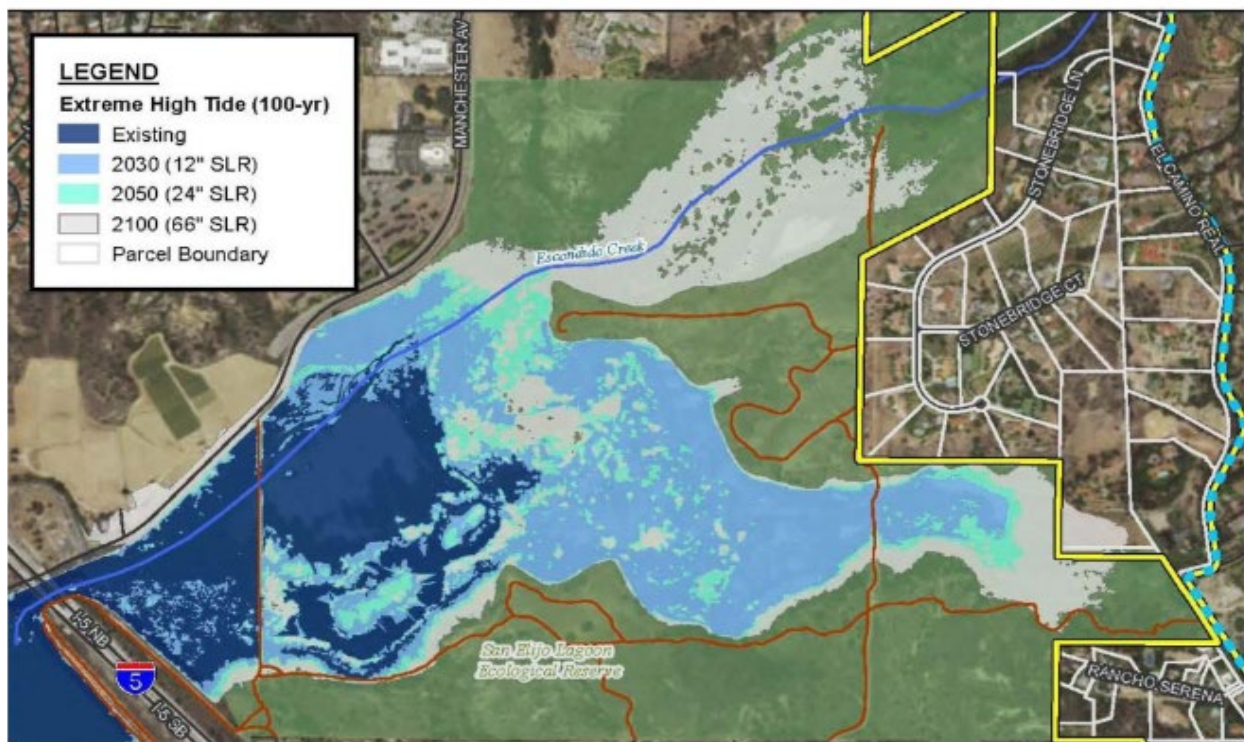 LEGEND
Extreme High Tide (100-yr)
Existing
2030 (12" SLR)
2050 (24" SLR)
2100 (66" SLR)
Parcel Boundary
MANCHESTER AV
STONEBRIDGE LN
EL CAMINO REAL
Escondido Creek
STONEBRIDGE CT
San Elijo Lagoon
Ecological Reserve
I-5 NB
5
I-5 SB
RANCHO SERENA